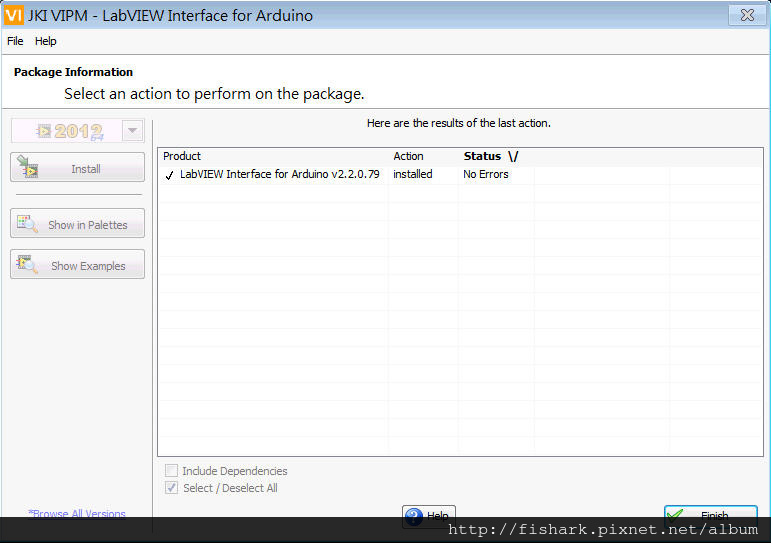 VI JKI VIPM - LabVIEW Interface for Arduino
File Help
Package Information
Select an action to perform on the package.
Here are the results of the last action.
2012 64
Product Action Status \/
LabVIEW Interface for Arduino v2.2.0.79 installed No Errors
Install
Show in Palettes
Show Examples
Include Dependencies
Select / Deselect All
*Browse All Versions
Help
Finish
http://fishark.pixnet.net/album